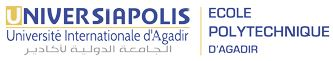 UNIVERSIAPOLIS
Université Internationale d'Agadir
الجامعة الدولية لأكادير
ECOLE
POLYTECHNIQUE
D'AGADIR